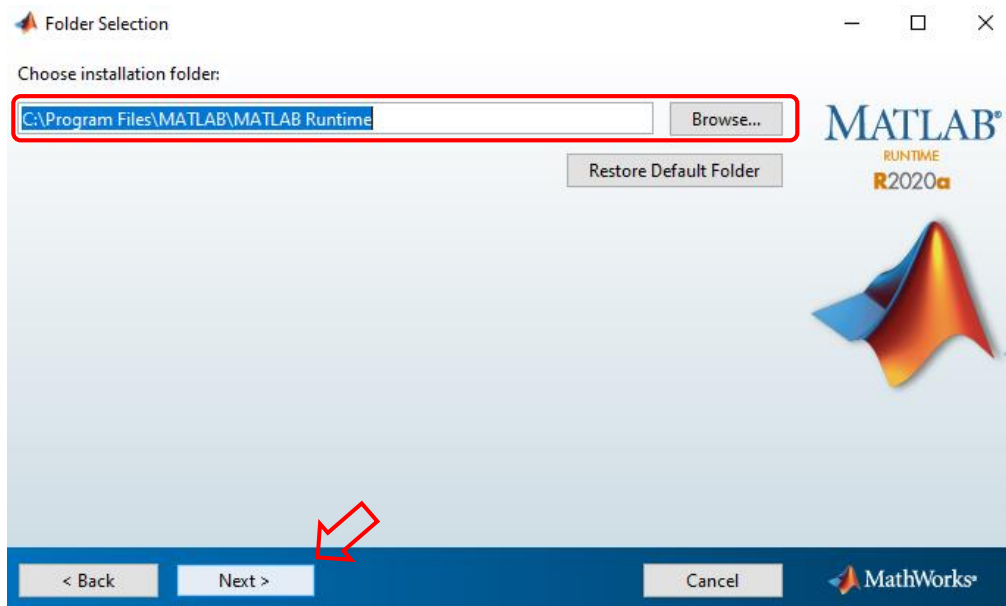 Folder Selection
Choose installation folder:
C:\Program Files\MATLAB\MATLAB Runtime
Browse...
Restore Default Folder
MATLAB®
RUNTIME
R2020a
< Back
Next >
Cancel
MathWorks®